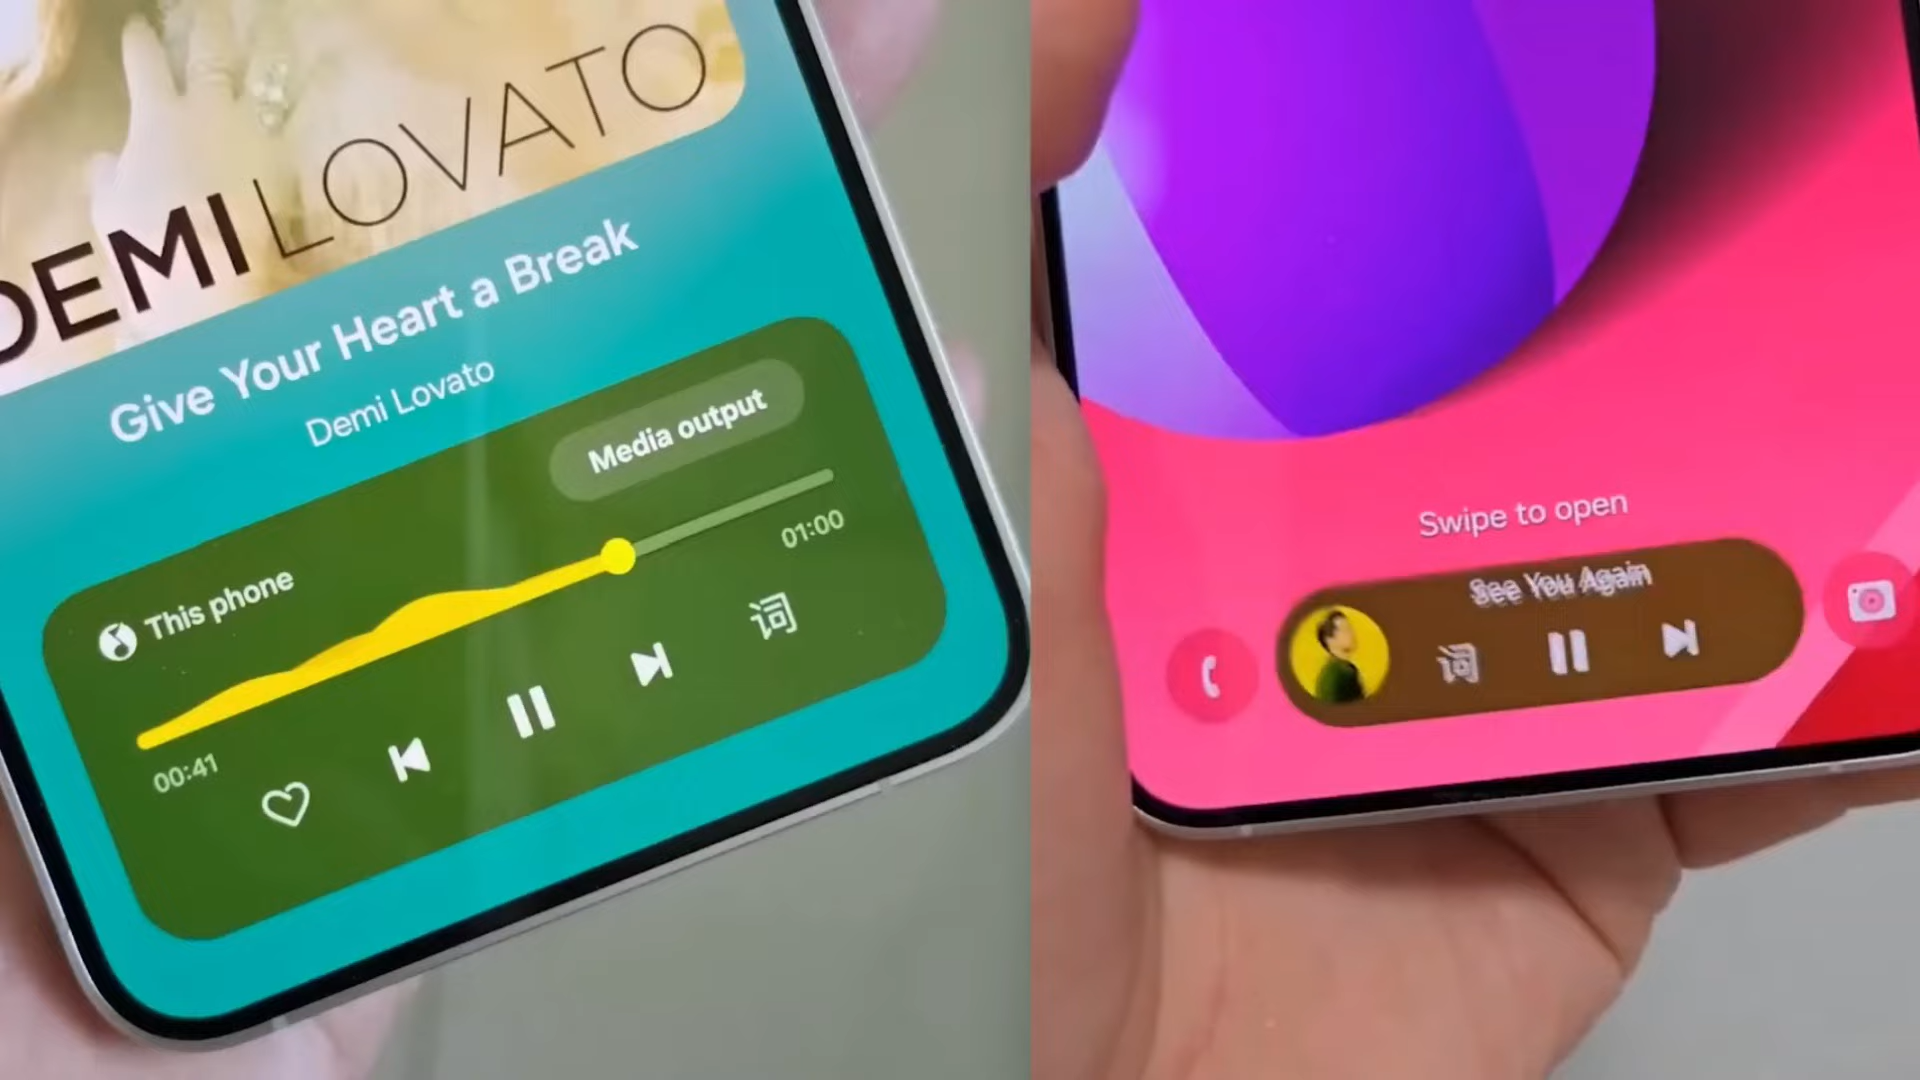 DEMI LOVATO
Give Your Heart a Break
Demi Lovato
Media output
This phone
01:00
00:41
词
Swipe to open
See You Again
词